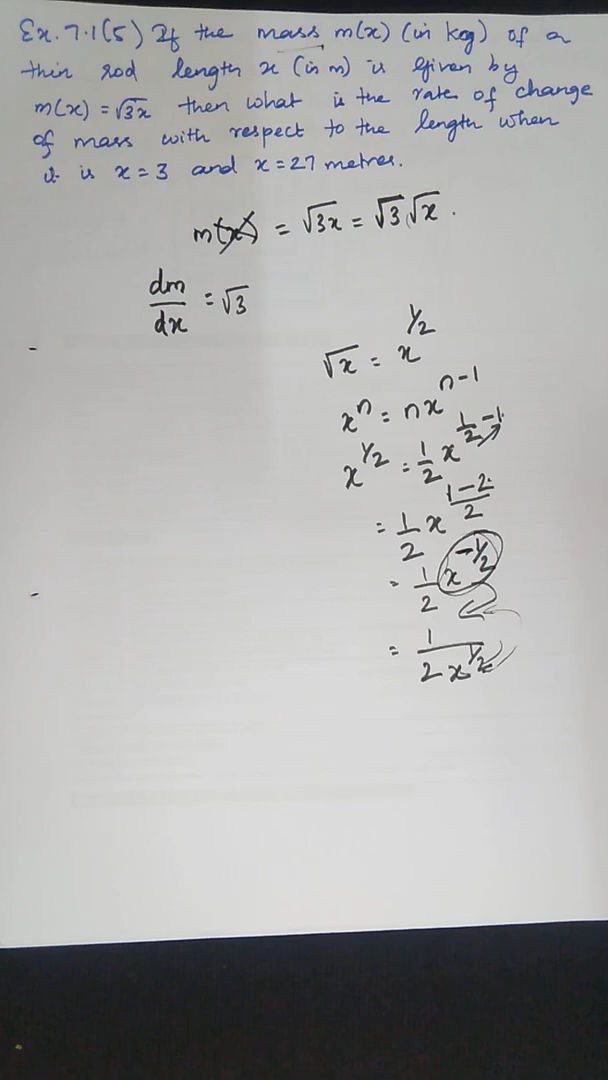 Ex. 7.1(5) If the mass m(x) (in kg) of a
thin rod length x (in m) is given by
m(x) = √3x then what is the rate of change
of mass with respect to the length when
it is x = 3 and x = 27 metres.
m(x) = √3x = √3 √x .
dm/dx = √3
√x = x^1/2
x^n = nx^n-1
x^1/2 = 1/2 x^1/2-1
= 1/2 x^1-2/2
= 1/2 x^-1/2
= 1/2x^1/2